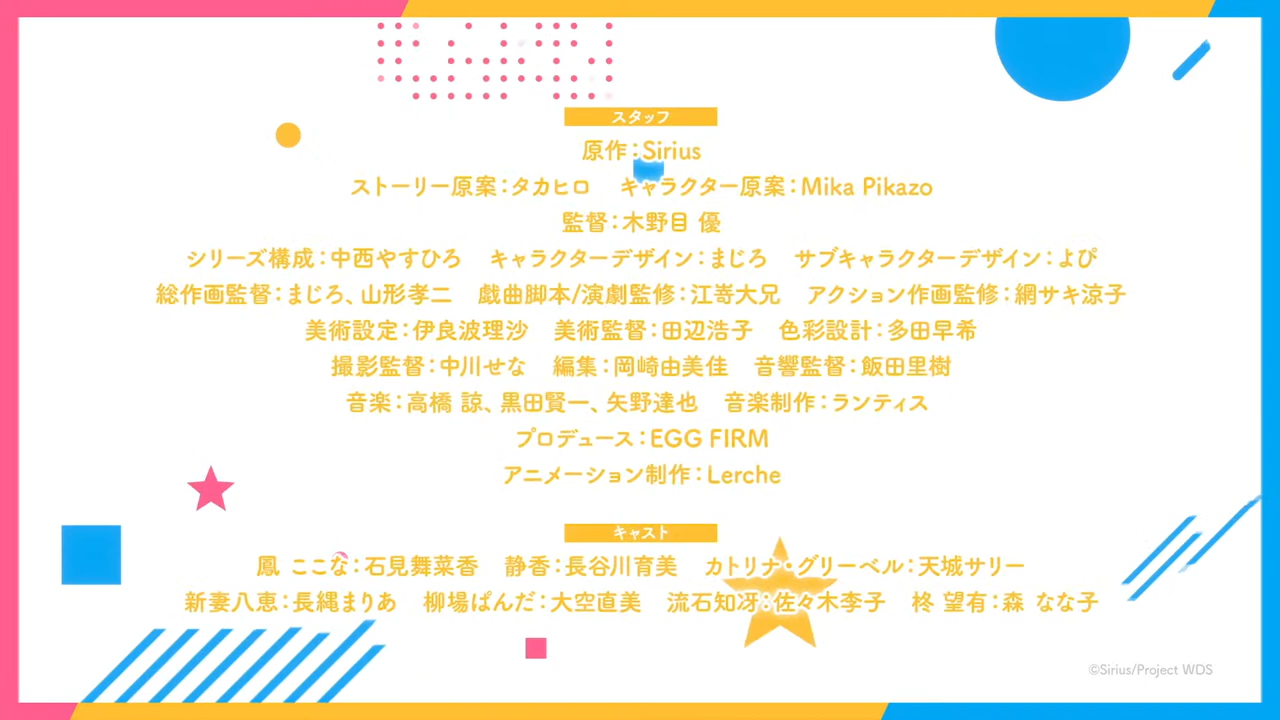 スタッフ
原作：Sirius
ストーリー原案：タカヒロ　キャラクター原案：Mika Pikazo
監督：木野目 優
シリーズ構成：中西やすひろ　キャラクターデザイン：まじろ　サブキャラクターデザイン：よぴ
総作画監督：まじろ、山形孝二　戯曲脚本/演劇監修：江嵜大兄　アクション作画監修：網サキ涼子
美術設定：伊良波理沙　美術監督：田辺浩子　色彩設計：多田早希
撮影監督：中川せな　編集：岡崎由美佳　音響監督：飯田里樹
音楽：高橋 諒、黒田賢一、矢野達也　音楽制作：ランティス
プロデュース：EGG FIRM
アニメーション制作：Lerche
キャスト
鳳 ここな：石見舞菜香　静香：長谷川育美　カトリナ・グリーベル：天城サリー
新妻八恵：長縄まりあ　柳場ぱんだ：大空直美　流石知冴：佐々木李子　柊 望有：森 なな子
©Sirius/Project WDS